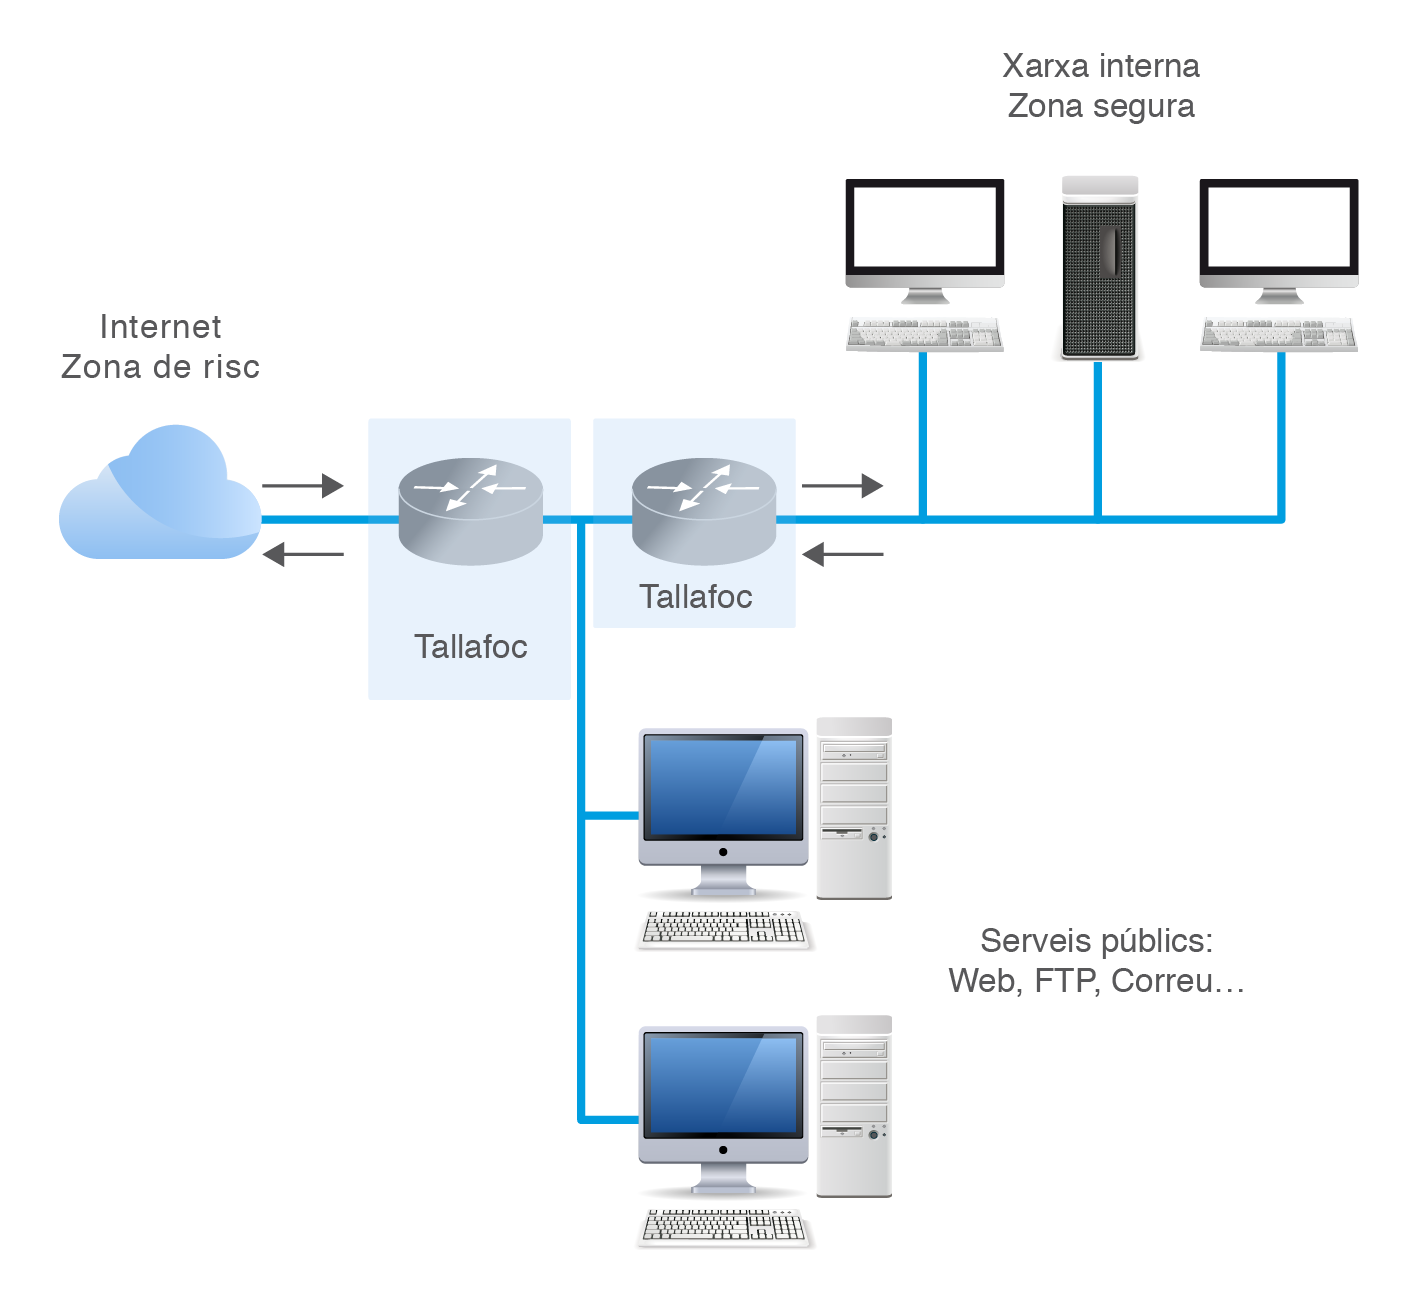 Xarxa interna
Zona segura
Internet
Zona de risc
Tallafoc
Tallafoc
Serveis públics:
Web, FTP, Correu…